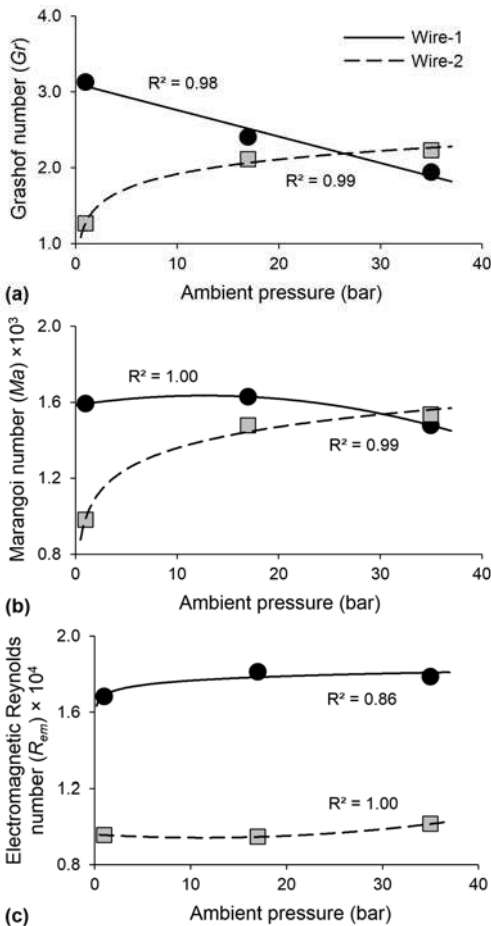 4.0
3.0
2.0
1.0
Grashof number (Gr)
Wire-1
Wire-2
R² = 0.98
R² = 0.99
0 10 20 30 40
(a)
Ambient pressure (bar)
1.6
1.6
1.2
0.8
Marangoi number (Ma) ×10³
R² = 1.00
R² = 0.99
0 10 20 30 40
(b)
Ambient pressure (bar)
2.0
1.6
1.2
0.8
Electromagnetic Reynolds
number (Rem) × 10⁴
R² = 0.86
R² = 1.00
0 10 20 30 40
(c)
Ambient pressure (bar)